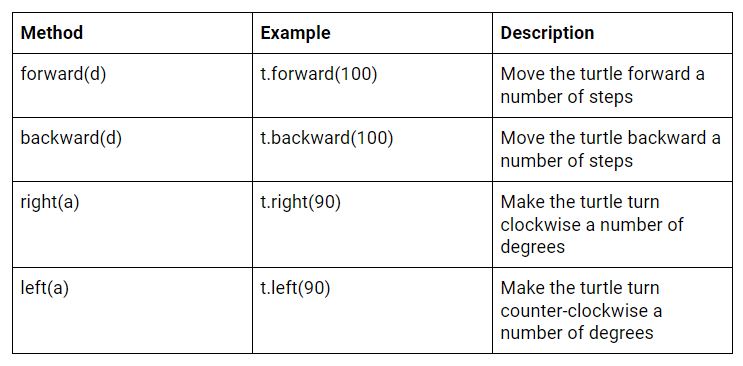 Method Example Description
forward(d) t.forward(100) Move the turtle forward a
number of steps
backward(d) t.backward(100) Move the turtle backward a
number of steps
right(a) t.right(90) Make the turtle turn
clockwise a number of
degrees
left(a) t.left(90) Make the turtle turn
counter-clockwise a
number of degrees